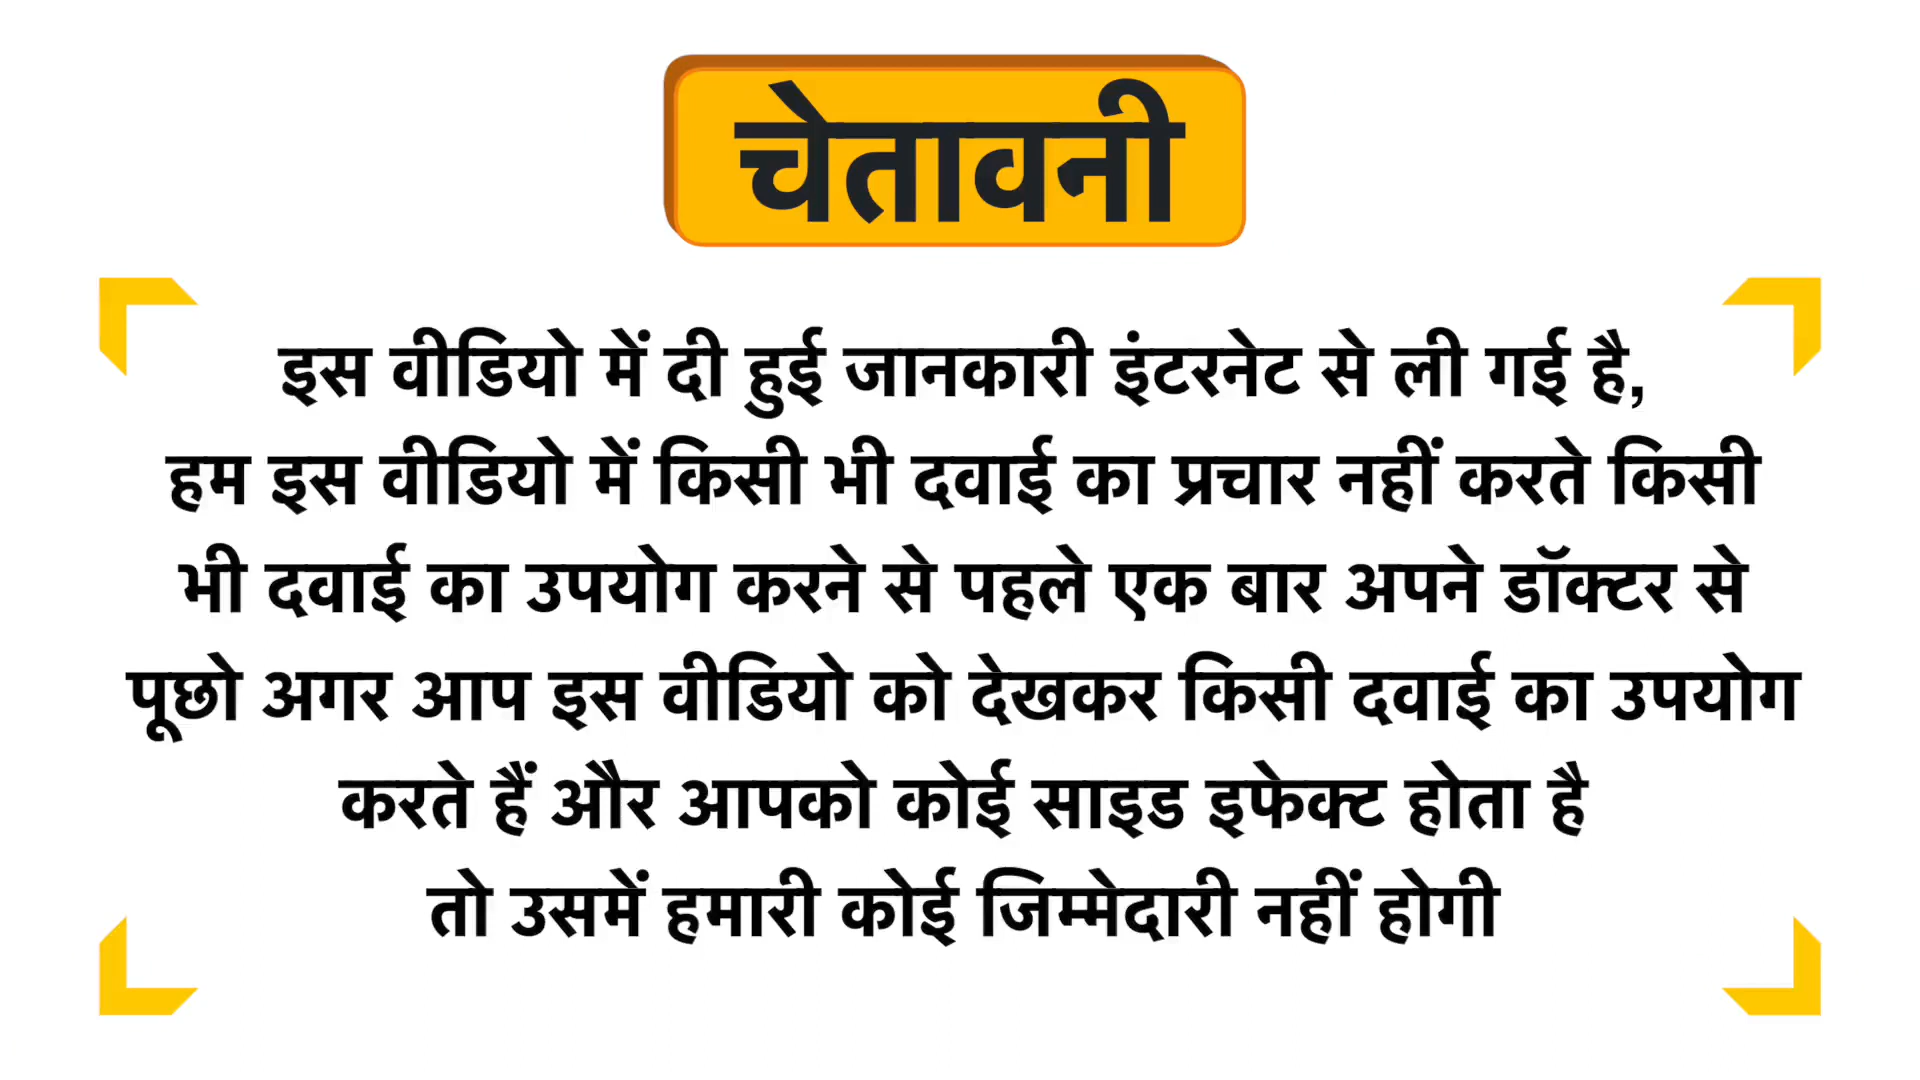 चेतावनी
इस वीडियो में दी हुई जानकारी इंटरनेट से ली गई है,
हम इस वीडियो में किसी भी दवाई का प्रचार नहीं करते किसी
भी दवाई का उपयोग करने से पहले एक बार अपने डॉक्टर से
पूछो अगर आप इस वीडियो को देखकर किसी दवाई का उपयोग
करते हैं और आपको कोई साइड इफेक्ट होता है
तो उसमें हमारी कोई जिम्मेदारी नहीं होगी